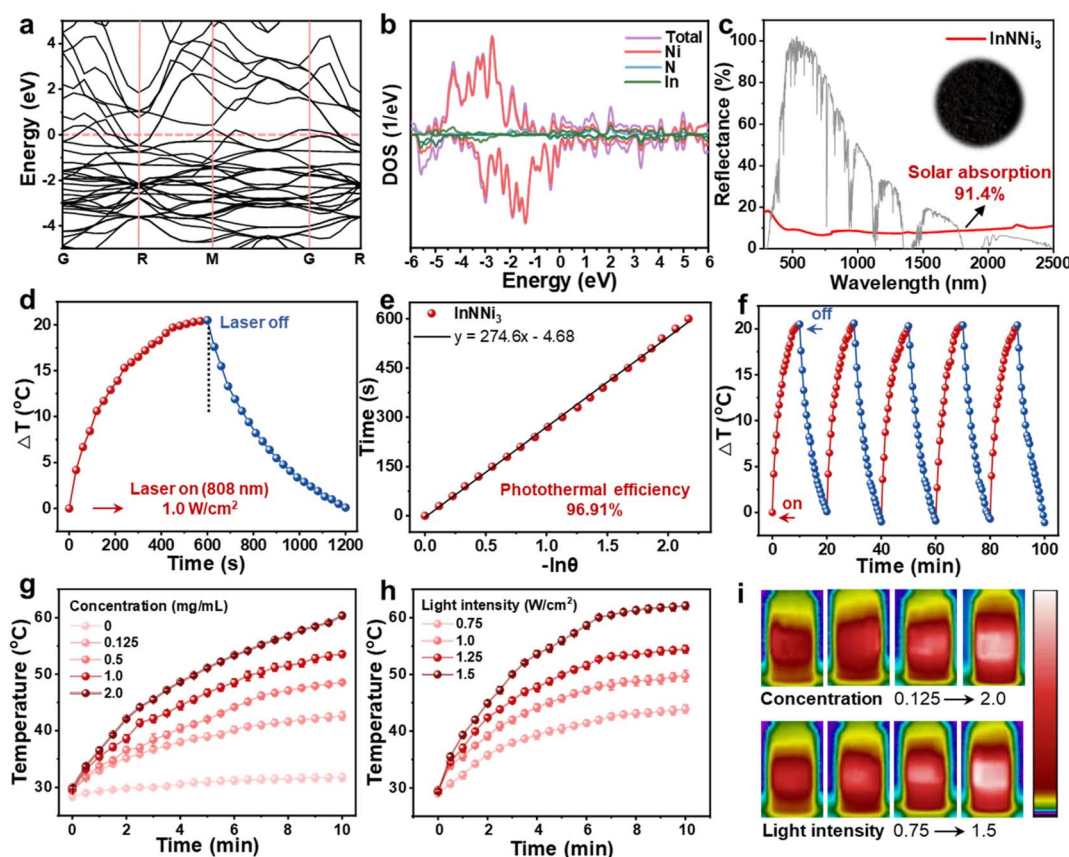 a
Energy (eV)
4
2
0
-2
-4
G
R
M
G
R
b
DOS (1/eV)
Total
Ni
N
In
-6 -5 -4 -3 -2 -1 0 1 2 3 4 5 6
Energy (eV)
c
Reflectance (%)
100
80
60
40
20
0
InNNi3
Solar absorption
91.4%
500 1000 1500 2000 2500
Wavelength (nm)
d
△T (°C)
20
15
10
5
0
Laser off
Laser on (808 nm)
1.0 W/cm²
0 200 400 600 800 1000 1200
Time (s)
e
Time (s)
600
300
0
InNNi₃
y = 274.6x - 4.68
Photothermal efficiency
96.91%
0.0 0.5 1.0 1.5 2.0
-lnθ
f
△T (°C)
20
15
10
5
0
off
on
0 20 40 60 80 100
Time (min)
g
Temperature (°C)
60
50
40
30
Concentration (mg/mL)
0
0.125
0.5
1.0
2.0
0 2 4 6 8 10
Time (min)
h
Temperature (°C)
60
50
40
30
Light intensity (W/cm²)
0.75
1.0
1.25
1.5
0 2 4 6 8 10
Time (min)
i
Concentration 0.125→2.0
Light intensity 0.75→1.5